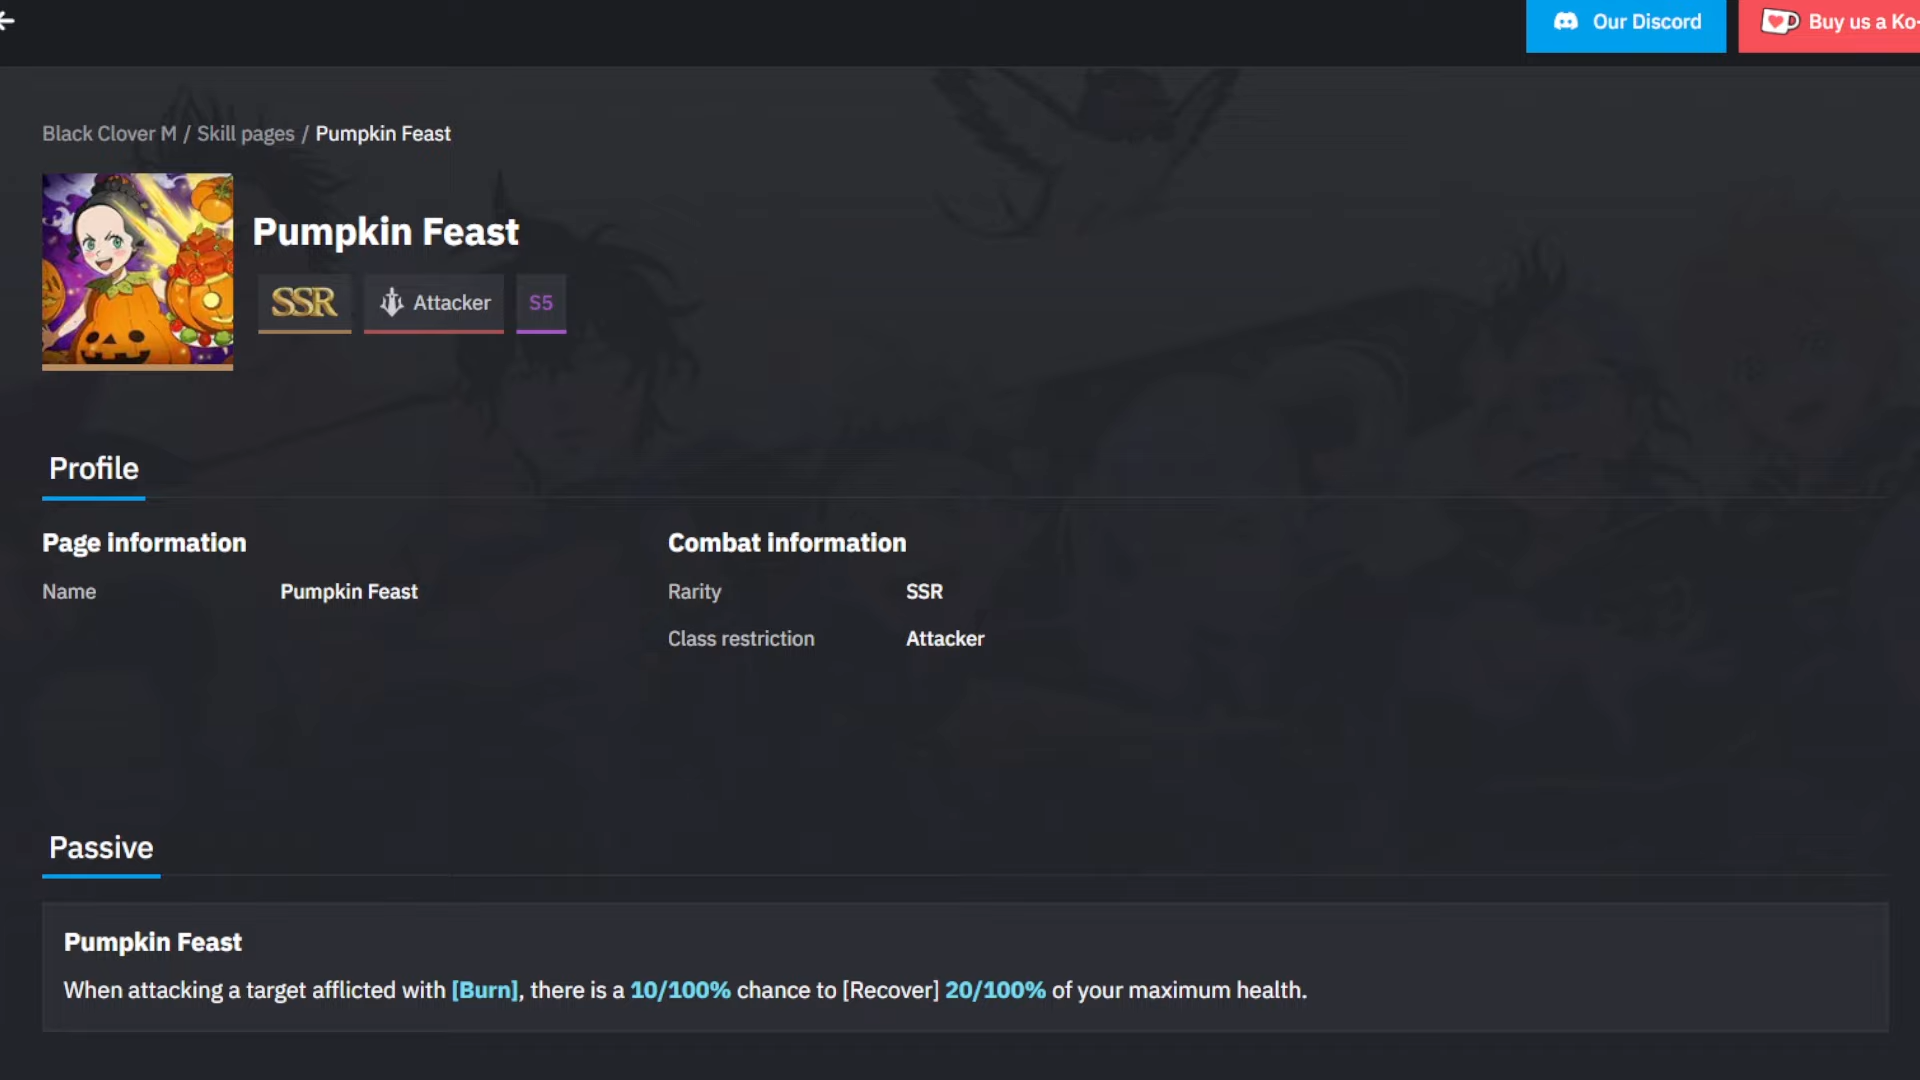 Our Discord
Buy us a Ko-
Black Clover M / Skill pages / Pumpkin Feast
Pumpkin Feast
SSR
Attacker
S5
Profile
Page information
Name
Pumpkin Feast
Combat information
Rarity
SSR
Class restriction
Attacker
Passive
Pumpkin Feast
When attacking a target afflicted with [Burn], there is a 10/100% chance to [Recover] 20/100% of your maximum health.